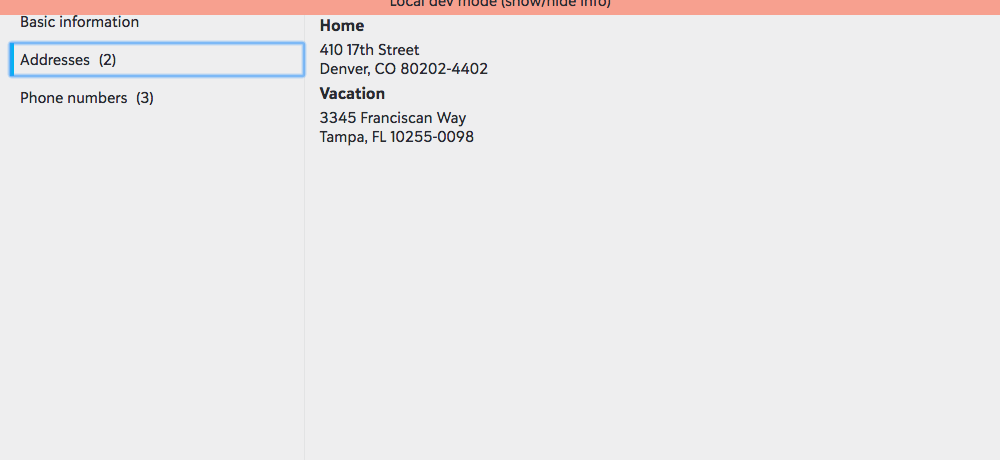 Local dev mode (show/hide info)
Basic information
Addresses (2)
Phone numbers (3)
Home
410 17th Street
Denver, CO 80202-4402
Vacation
3345 Franciscan Way
Tampa, FL 10255-0098